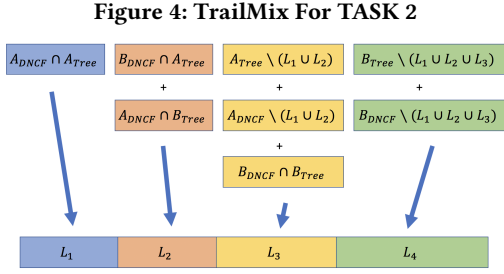 Figure 4: TrailMix For TASK 2
A_DNCF ∩ A_Tree B_DNCF ∩ A_Tree A_Tree \ (L_1 ∪ L_2) B_Tree \ (L_1 ∪ L_2 ∪ L_3)
+ + +
A_DNCF ∩ B_Tree A_DNCF \ (L_1 ∪ L_2) B_DNCF \ (L_1 ∪ L_2 ∪ L_3)
+
B_DNCF ∩ B_Tree
L_1 L_2 L_3 L_4